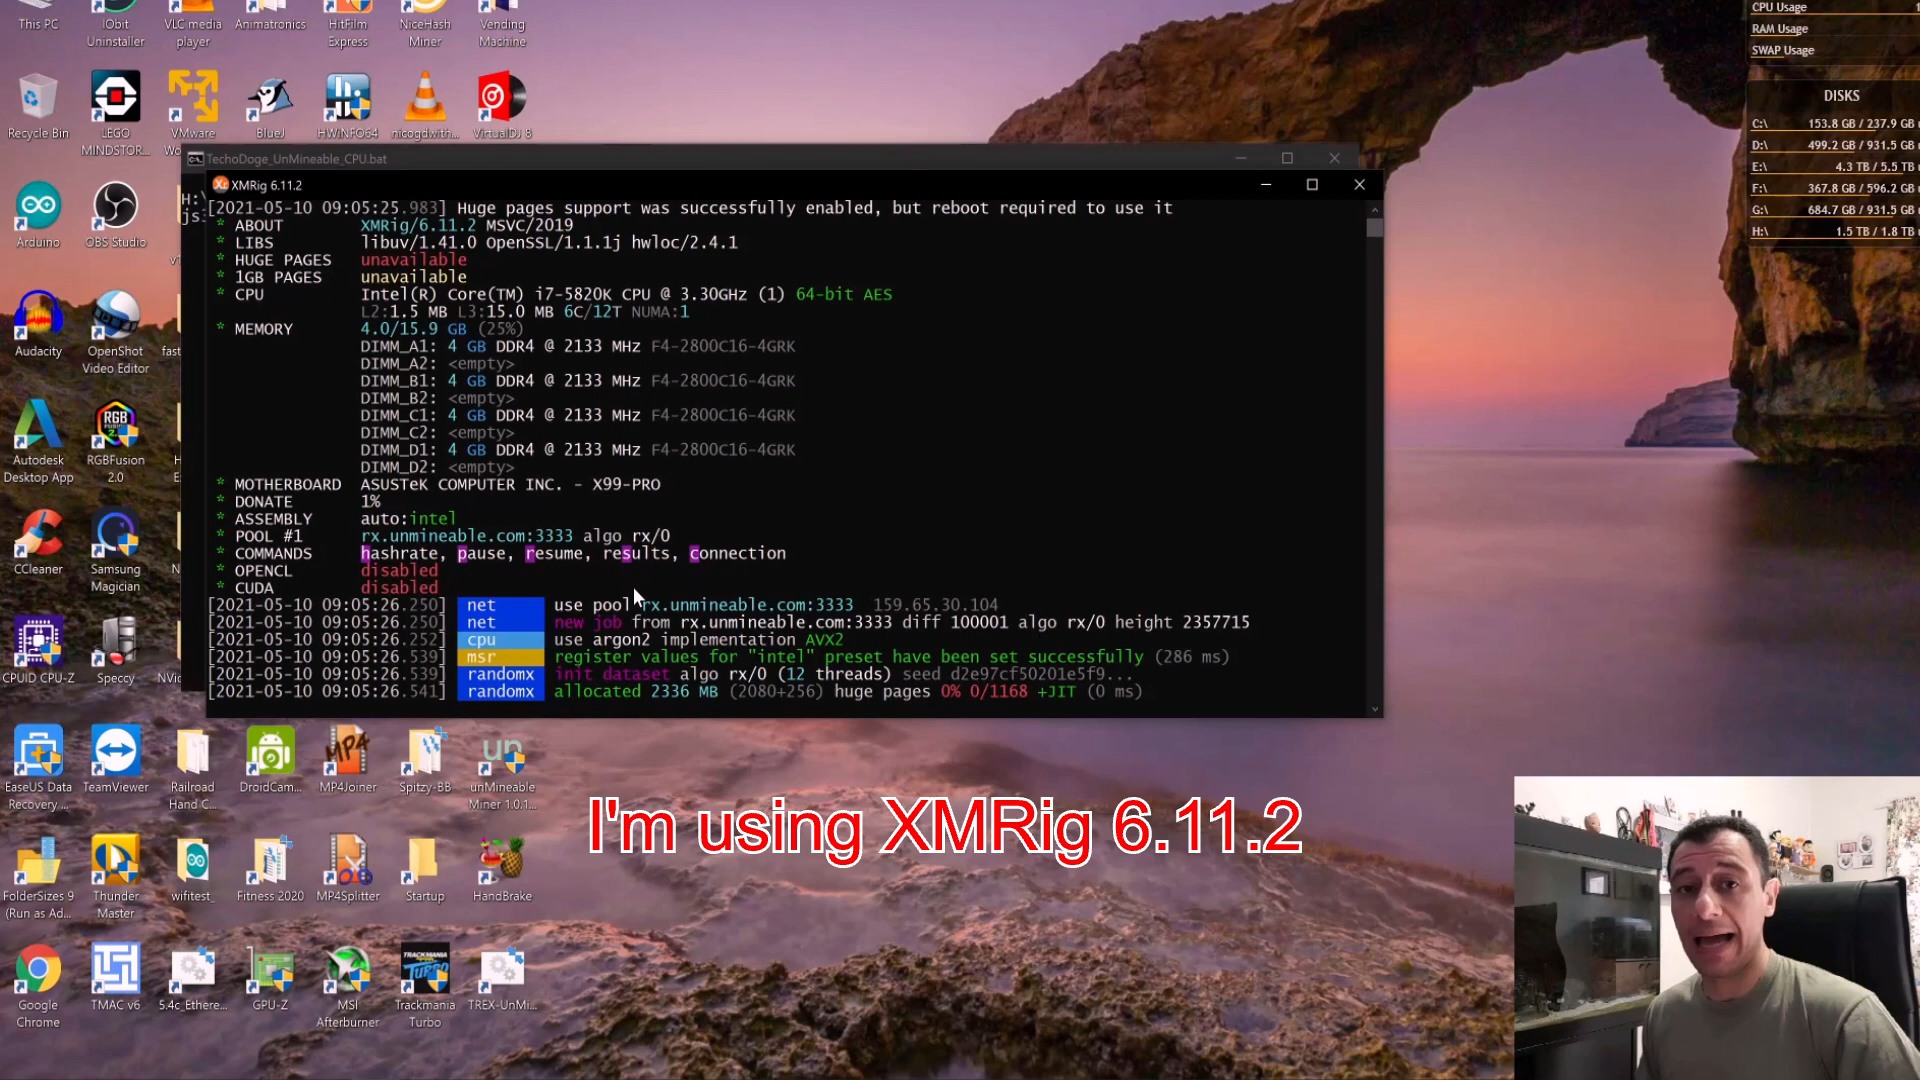 This PC
IObit
Uninstaller
VLC media
player
Animatronics
HitFilm
Express
NiceHash
Miner
Vending
Machine
CPU Usage
RAM Usage
SWAP Usage
Recycle Bin
LEGO
MINDSTOR...
VMware
BlueJ
HWiNFO64
nicogdwith...
VirtualDJ 8
DISKS
C:\ 153.8 GB / 237.9 GB
D:\ 499.2 GB / 931.5 GB
E:\ 4.3 TB / 5.5 TB
F:\ 367.8 GB / 596.2 GB
G:\ 684.7 GB / 931.5 GB
H:\ 1.5 TB / 1.8 TB
TechoDoge_UnMineable_CPU.bat
H:\
XMRig 6.11.2
[2021-05-10 09:05:25.983] Huge pages support was successfully enabled, but reboot required to use it
* ABOUT XMRig/6.11.2 MSVC/2019
* LIBS libuv/1.41.0 OpenSSL/1.1.1j hwloc/2.4.1
* HUGE PAGES unavailable
* 1GB PAGES unavailable
* CPU Intel(R) Core(TM) i7-5820K CPU @ 3.30GHz (1) 64-bit AES
L2:1.5 MB L3:15.0 MB 6C/12T NUMA:1
* MEMORY 4.0/15.9 GB (25%)
DIMM_A1: 4 GB DDR4 @ 2133 MHz F4-2800C16-4GRK
DIMM_A2: <empty>
DIMM_B1: 4 GB DDR4 @ 2133 MHz F4-2800C16-4GRK
DIMM_B2: <empty>
DIMM_C1: 4 GB DDR4 @ 2133 MHz F4-2800C16-4GRK
DIMM_C2: <empty>
DIMM_D1: 4 GB DDR4 @ 2133 MHz F4-2800C16-4GRK
DIMM_D2: <empty>
* MOTHERBOARD ASUSTeK COMPUTER INC. - X99-PRO
* DONATE 1%
* ASSEMBLY auto:intel
* POOL #1 rx.unmineable.com:3333 algo rx/0
* COMMANDS hashrate, pause, resume, results, connection
* OPENCL disabled
* CUDA disabled
[2021-05-10 09:05:26.250] net use pool rx.unmineable.com:3333 159.65.30.104
[2021-05-10 09:05:26.250] net new job from rx.unmineable.com:3333 diff 100001 algo rx/0 height 2357715
[2021-05-10 09:05:26.252] cpu use argon2 implementation AVX2
[2021-05-10 09:05:26.539] msr register values for "intel" preset have been set successfully (286 ms)
[2021-05-10 09:05:26.539] randomx init dataset algo rx/0 (12 threads) seed d2e97cf50201e5f9...
[2021-05-10 09:05:26.541] randomx allocated 2336 MB (2080+256) huge pages 0% 0/1168 +JIT (0 ms)
Arduino
OBS Studio
Audacity
OpenShot
Video Editor
fast
Autodesk
Desktop App
RGB
FUSION
2.0
RGBFusion
2.0
CCleaner
Samsung
Magician
CPUID CPU-Z
Speccy
NVi
EaseUS Data
Recovery ...
TeamViewer
Railroad
Hand C...
DroidCam...
MP4
MP4Joiner
Spitzy-BB
un
unMineable
Miner 1.0.1...
I'm using XMRig 6.11.2
FolderSizes 9
(Run as Ad...
Thunder
Master
wifitest_
Fitness 2020
MP4
MP4Splitter
Startup
HandBrake
Google
Chrome
TMAC v6
5.4c_Ethere...
GPU-Z
MSI
Afterburner
TRACKMANIA
TURBO
Trackmania
Turbo
TREX-UnMi...